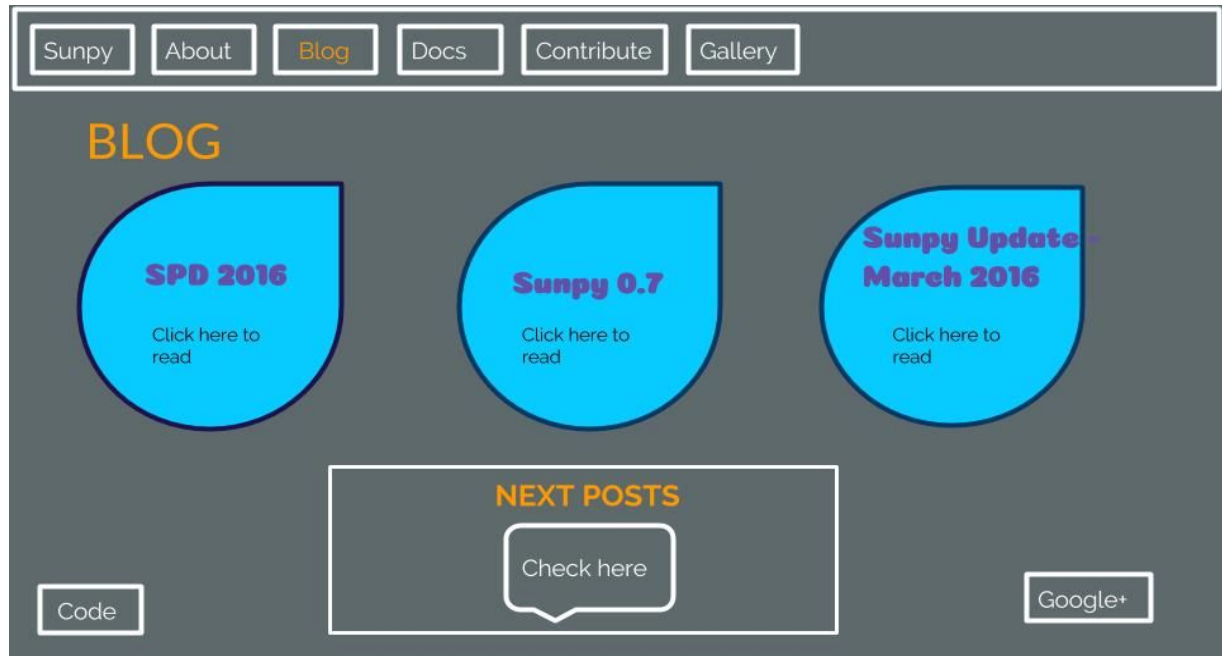 Sunpy About Blog Docs Contribute Gallery
BLOG
SPD 2016
Click here to
read
Sunpy 0.7
Click here to
read
Sunpy Update -
March 2016
Click here to
read
NEXT POSTS
Check here
Code
Google+